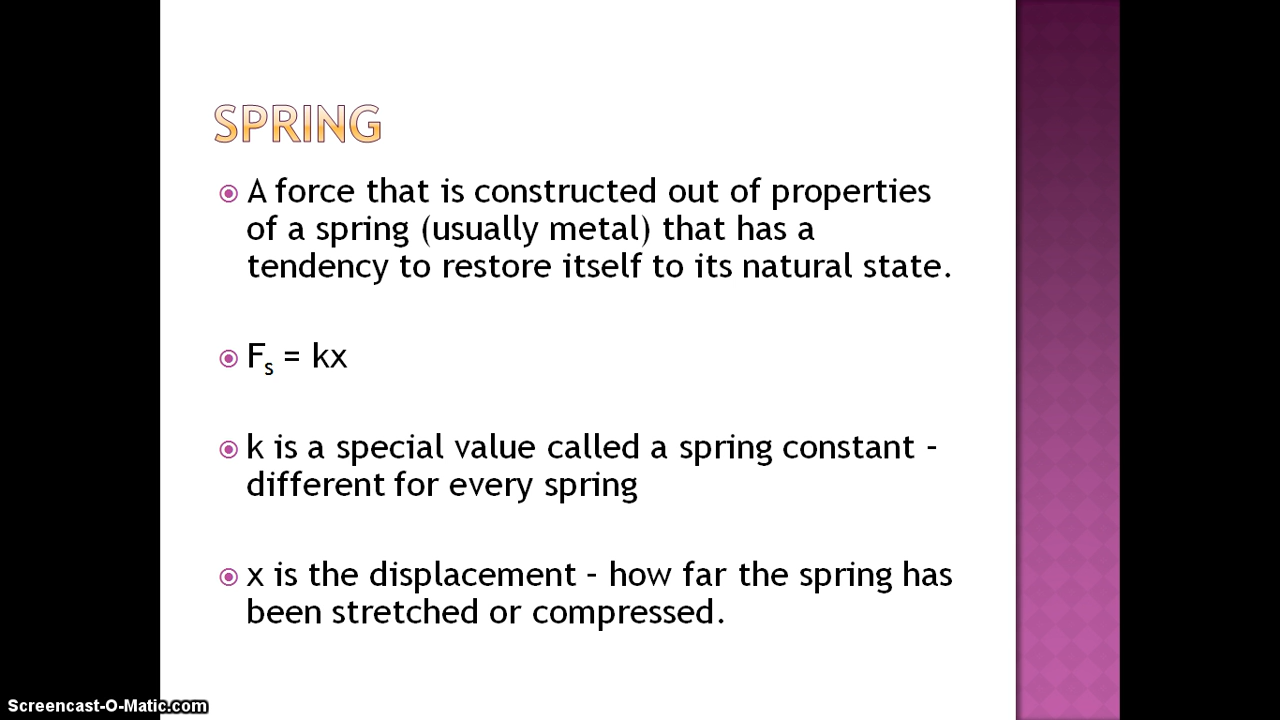 SPRING
A force that is constructed out of properties
of a spring (usually metal) that has a
tendency to restore itself to its natural state.
Fs = kx
k is a special value called a spring constant –
different for every spring
x is the displacement – how far the spring has
been stretched or compressed.
Screencast-O-Matic.com